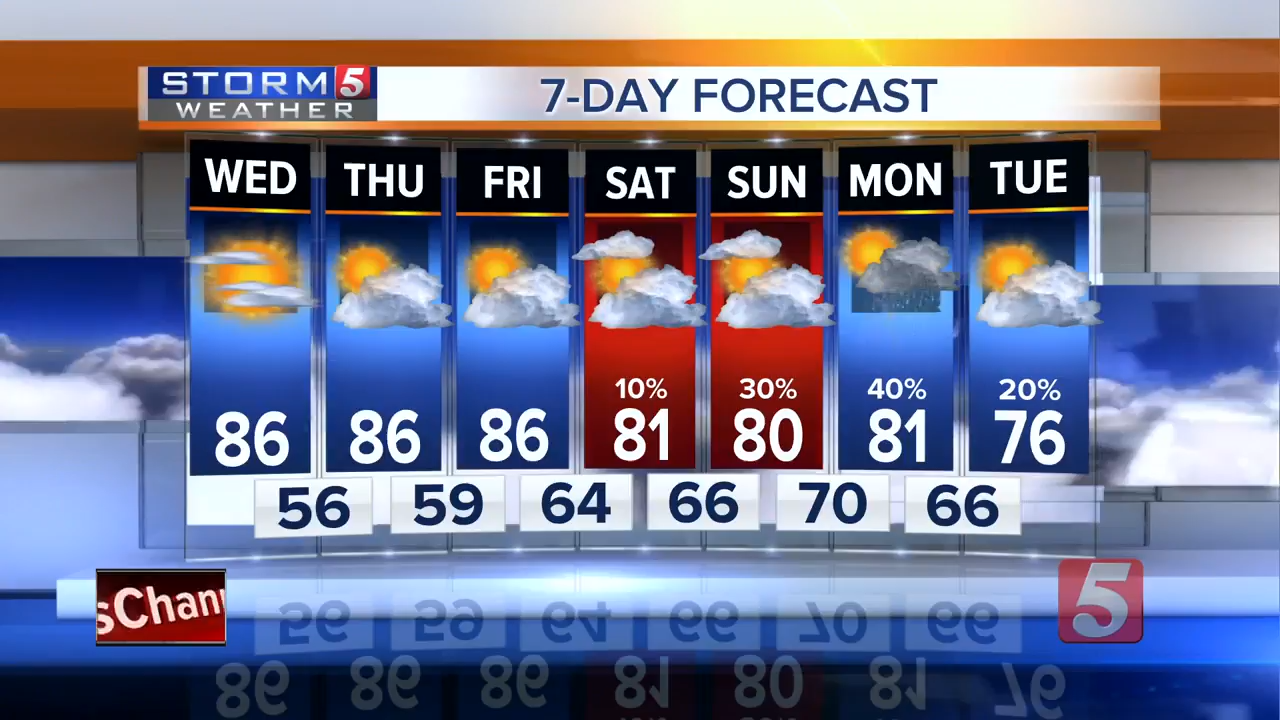 STORM 5
WEATHER
7-DAY FORECAST
WED THU FRI SAT SUN MON TUE
10% 30% 40% 20%
86 86 86 81 80 81 76
56 59 64 66 70 66
sChann
5